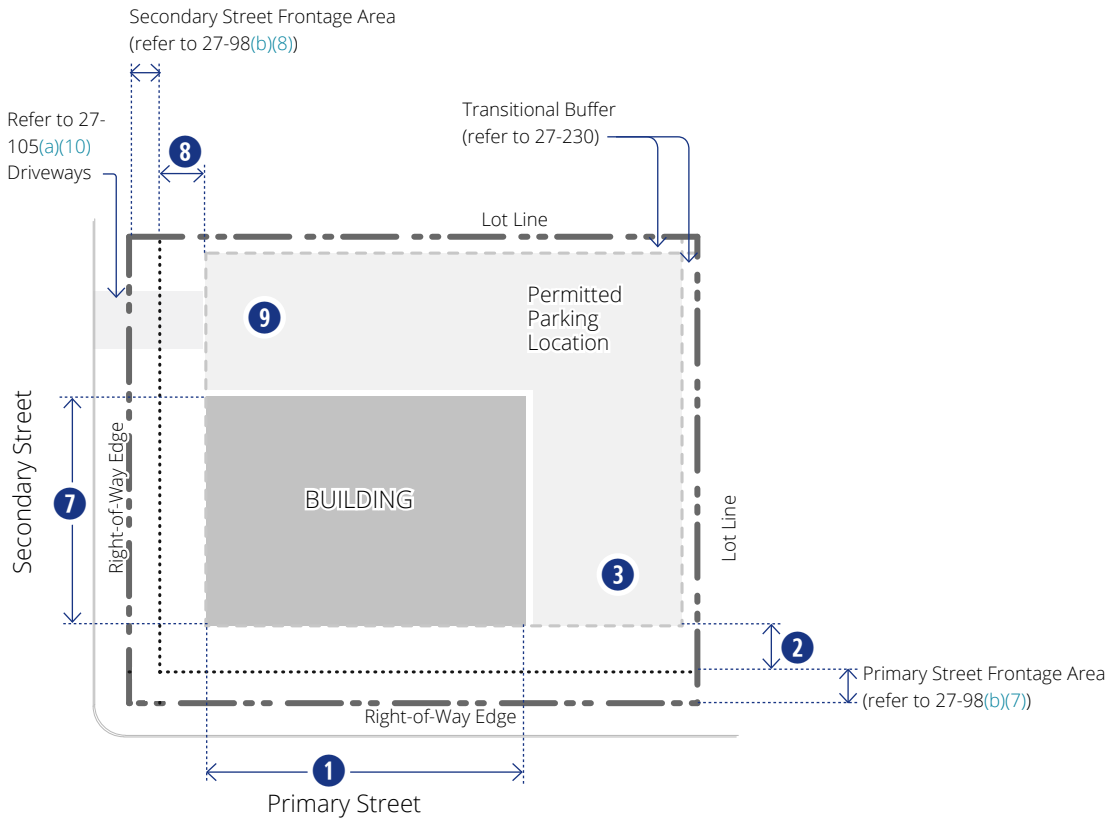 Secondary Street Frontage Area
(refer to 27-98(b)(8))
Refer to 27-
105(a)(10)
Driveways
Transitional Buffer
(refer to 27-230)
8
Lot Line
9
Permitted
Parking
Location
Secondary Street
7
Right-of-Way Edge
BUILDING
Lot Line
3
2
Primary Street Frontage Area
(refer to 27-98(b)(7))
Right-of-Way Edge
1
Primary Street